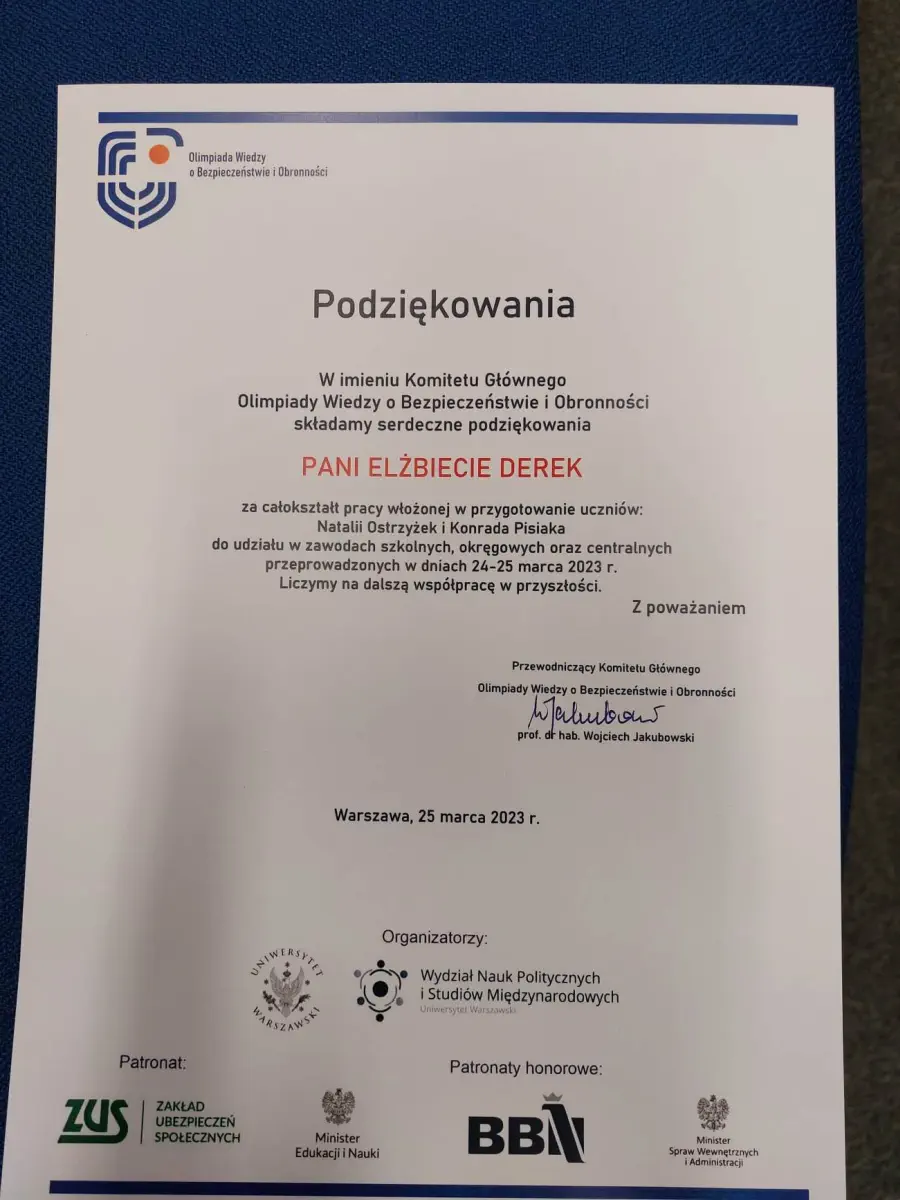 Olimpiada Wiedzy
o Bezpieczeństwie i Obronności
Podziękowania
W imieniu Komitetu Głównego
Olimpiady Wiedzy o Bezpieczeństwie i Obronności
składamy serdeczne podziękowania
PANI ELŻBIECIE DEREK
za całokształt pracy włożonej w przygotowanie uczniów:
Natalii Ostrzyżek i Konrada Pisiaka
do udziału w zawodach szkolnych, okręgowych oraz centralnych
przeprowadzonych w dniach 24-25 marca 2023 r.
Liczymy na dalszą współpracę w przyszłości.
Z poważaniem
Przewodniczący Komitetu Głównego
Olimpiady Wiedzy o Bezpieczeństwie i Obronności
WJakubowski
prof. dr hab. Wojciech Jakubowski
Warszawa, 25 marca 2023 r.
Organizatorzy:
UNIWERSYTET
WARSZAWSKI
Wydział Nauk Politycznych
i Studiów Międzynarodowych
Uniwersytet Warszawski
Patronat:
Patronaty honorowe:
ZUS
ZAKŁAD
UBEZPIECZEŃ
SPOŁECZNYCH
Minister
Edukacji i Nauki
BBN
Minister
Spraw Wewnętrznych
i Administracji